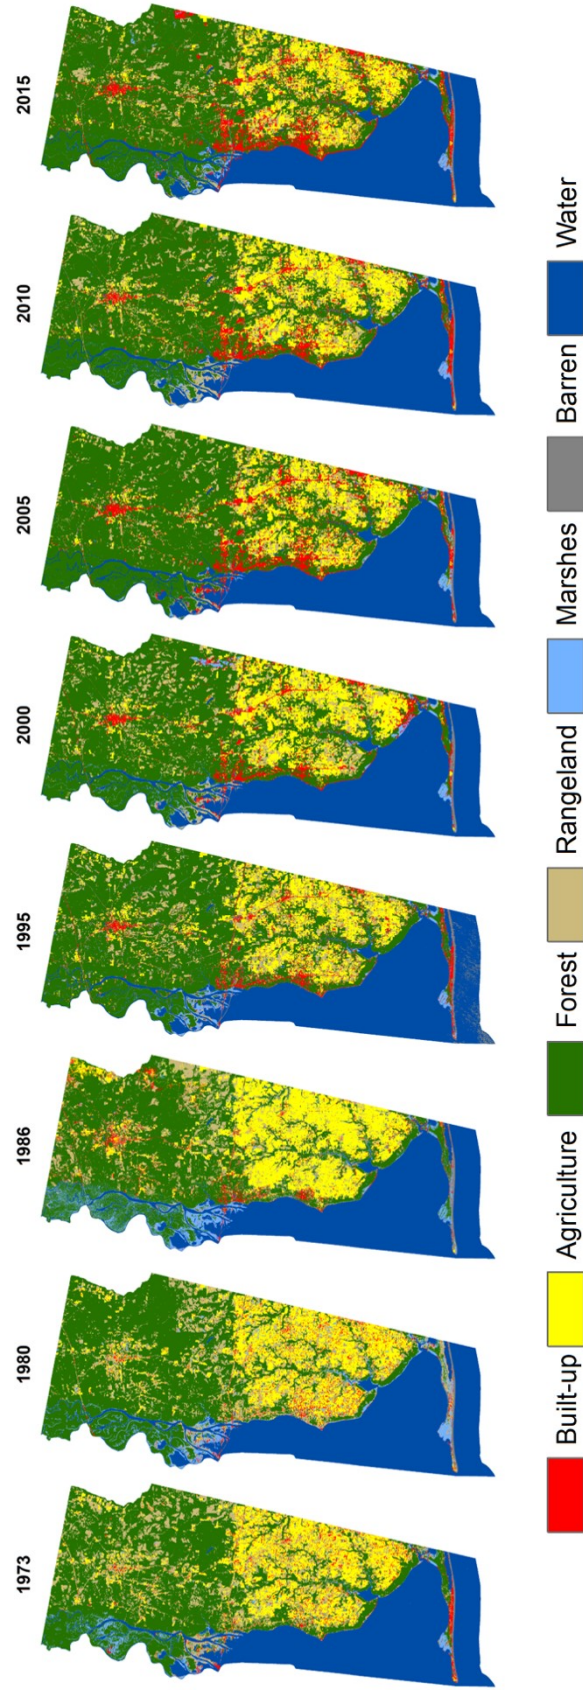 1973
1980
1986
1995
2000
2005
2010
2015
Built-up
Agriculture
Forest
Rangeland
Marshes
Barren
Water